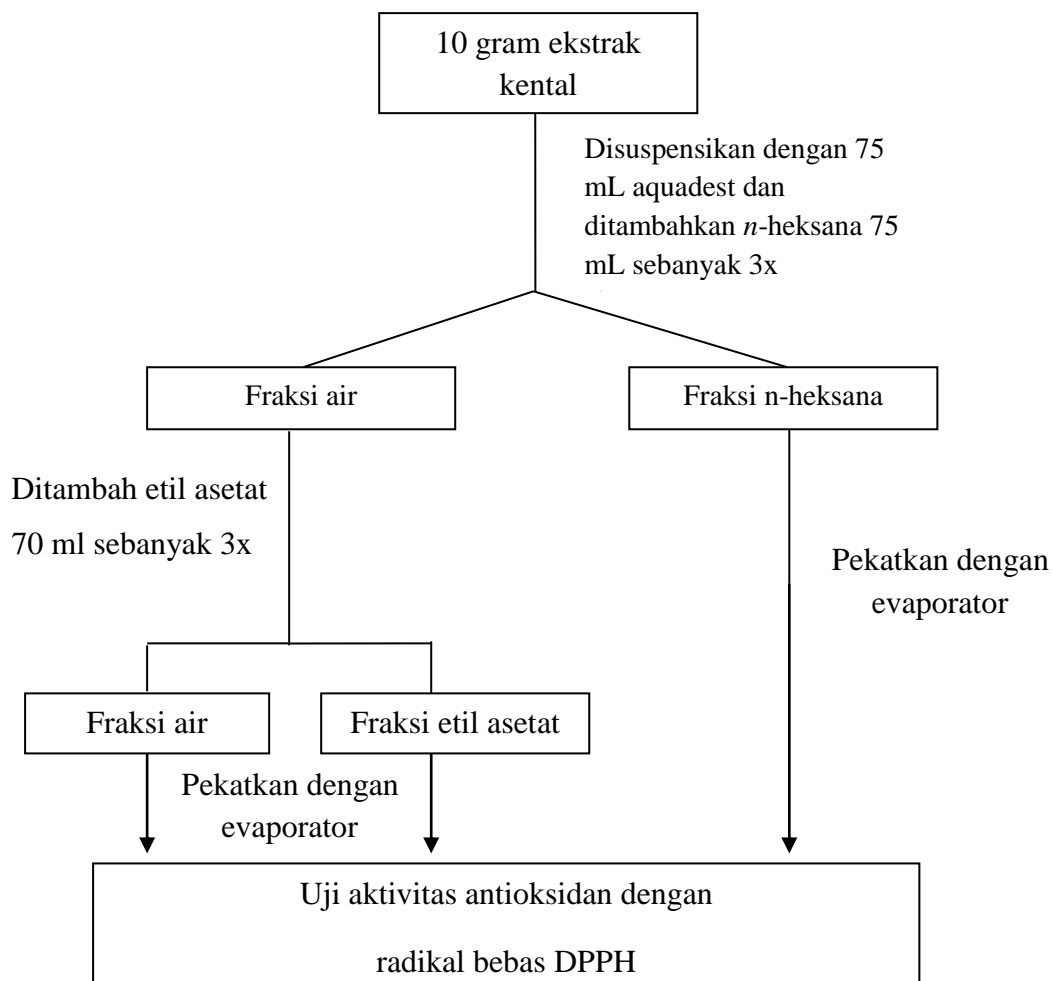 10 gram ekstrak
kental
Disuspensikan dengan 75
mL aquadest dan
ditambahkan n-heksana 75
mL sebanyak 3x
Fraksi air
Fraksi n-heksana
Ditambah etil asetat
70 ml sebanyak 3x
Pekatkan dengan
evaporator
Fraksi air
Fraksi etil asetat
Pekatkan dengan
evaporator
Uji aktivitas antioksidan dengan
radikal bebas DPPH